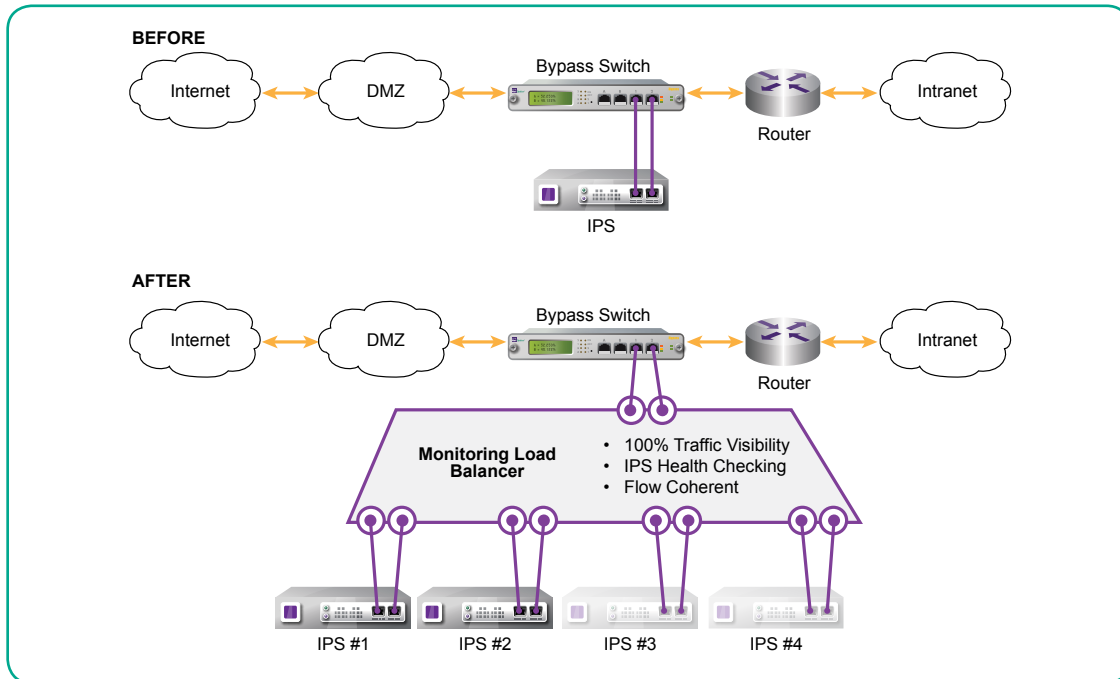 BEFORE
Bypass Switch
Internet
DMZ
Intranet
Router
IPS
AFTER
Bypass Switch
Internet
DMZ
Intranet
Router
Monitoring Load
Balancer
• 100% Traffic Visibility
• IPS Health Checking
• Flow Coherent
IPS #1
IPS #2
IPS #3
IPS #4